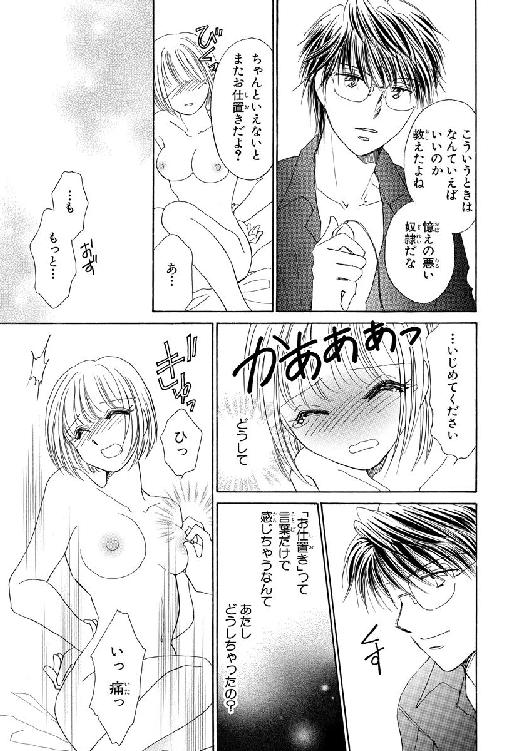 こういうときは
なんていえば
いいのか
教えたよね
憶えの悪い
奴隷だな
ちゃんといえないと
またお仕置きだよ？
びくっ
あ…
…も
もっと…
おず
…いじめてください
かあああっ
どうして
くす
「お仕置き」って
言葉だけで
感じちゃうなんて
あたし
どうしちゃったの？
ぎゅっ
ひっ
いっ
痛っ